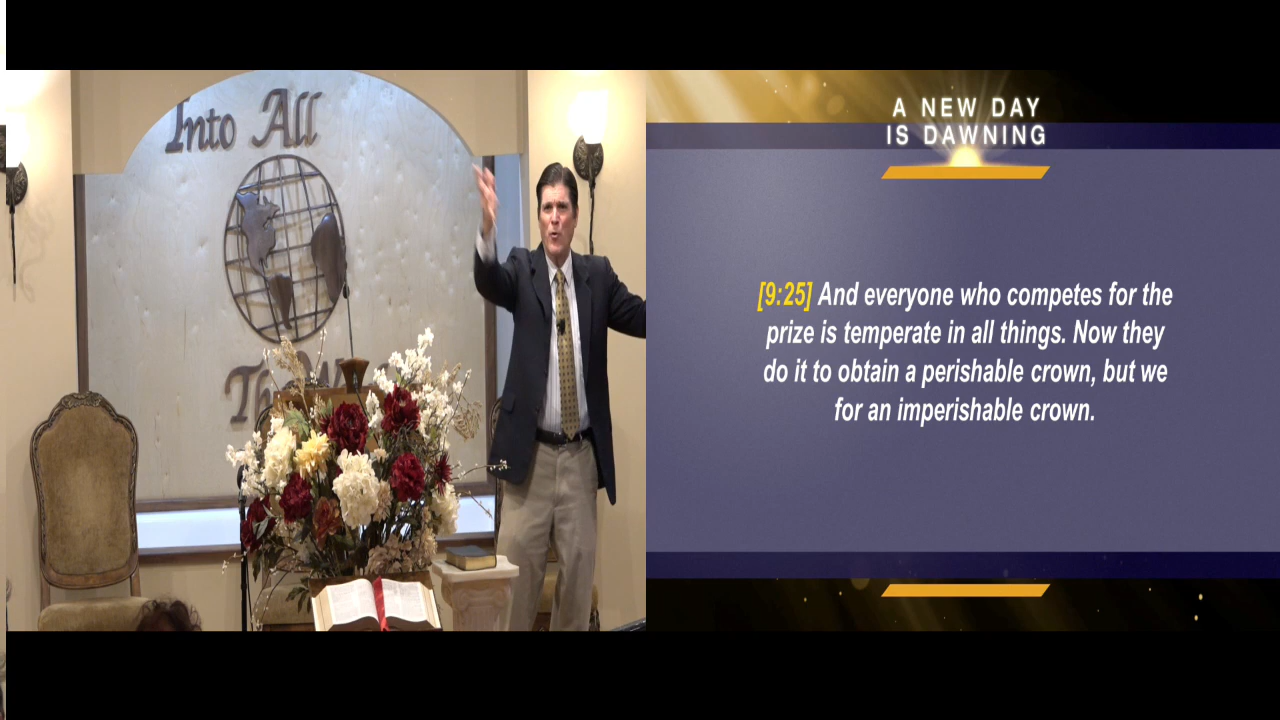 Into All
The
A NEW DAY
IS DAWNING
[9:25] And everyone who competes for the
prize is temperate in all things. Now they
do it to obtain a perishable crown, but we
for an imperishable crown.